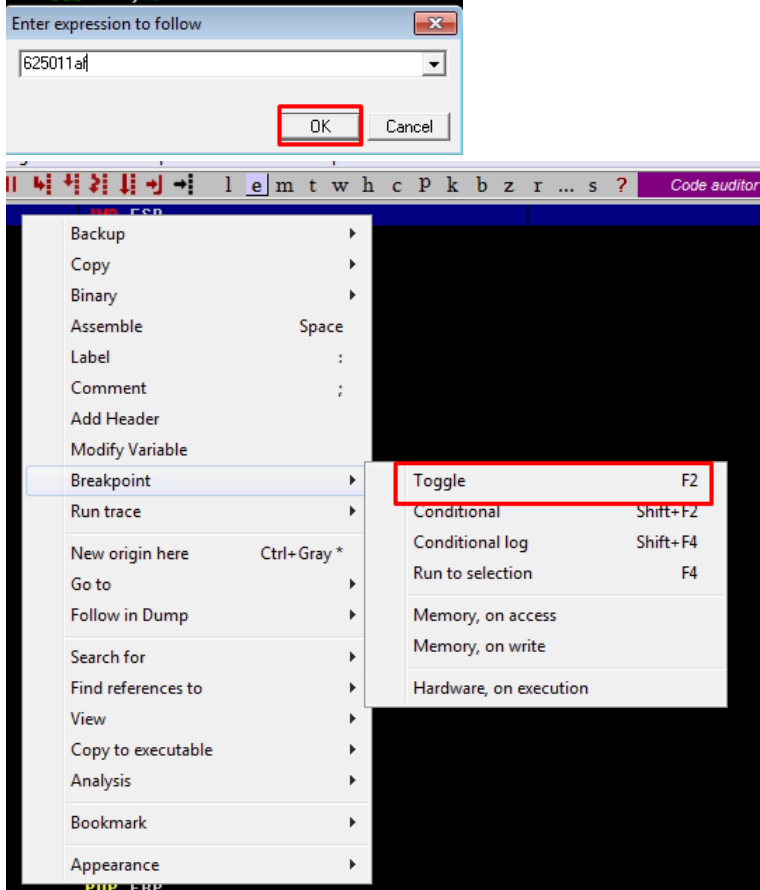 Enter expression to follow
625011af
OK Cancel
l e m t w h c P k b z r ... s ? Code auditor
JMP ESP
Backup
Copy
Binary
Assemble Space
Label :
Comment ;
Add Header
Modify Variable
Breakpoint
Toggle F2
Run trace
Conditional Shift+F2
New origin here Ctrl+Gray *
Conditional log Shift+F4
Go to
Run to selection F4
Follow in Dump
Memory, on access
Memory, on write
Search for
Find references to
Hardware, on execution
View
Copy to executable
Analysis
Bookmark
Appearance
POP EBP